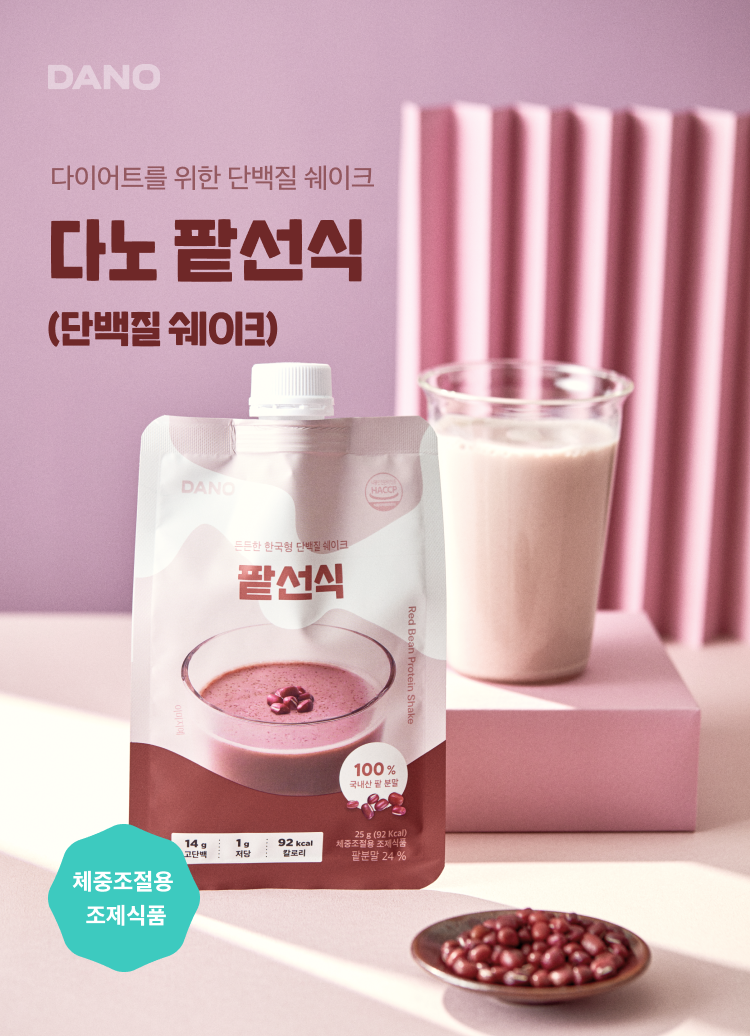 DANO
다이어트를 위한 단백질 쉐이크
다노 팥선식
(단백질 쉐이크)
DANO
HACCP
든든한 한국형 단백질 쉐이크
팥선식
Red Bean Protein Shake
100 %
국내산 팥 분말
14 g
고단백
1 g
저당
92 kcal
칼로리
25 g (92 Kcal)
체중조절용 조제식품
팥분말 24 %
체중조절용
조제식품